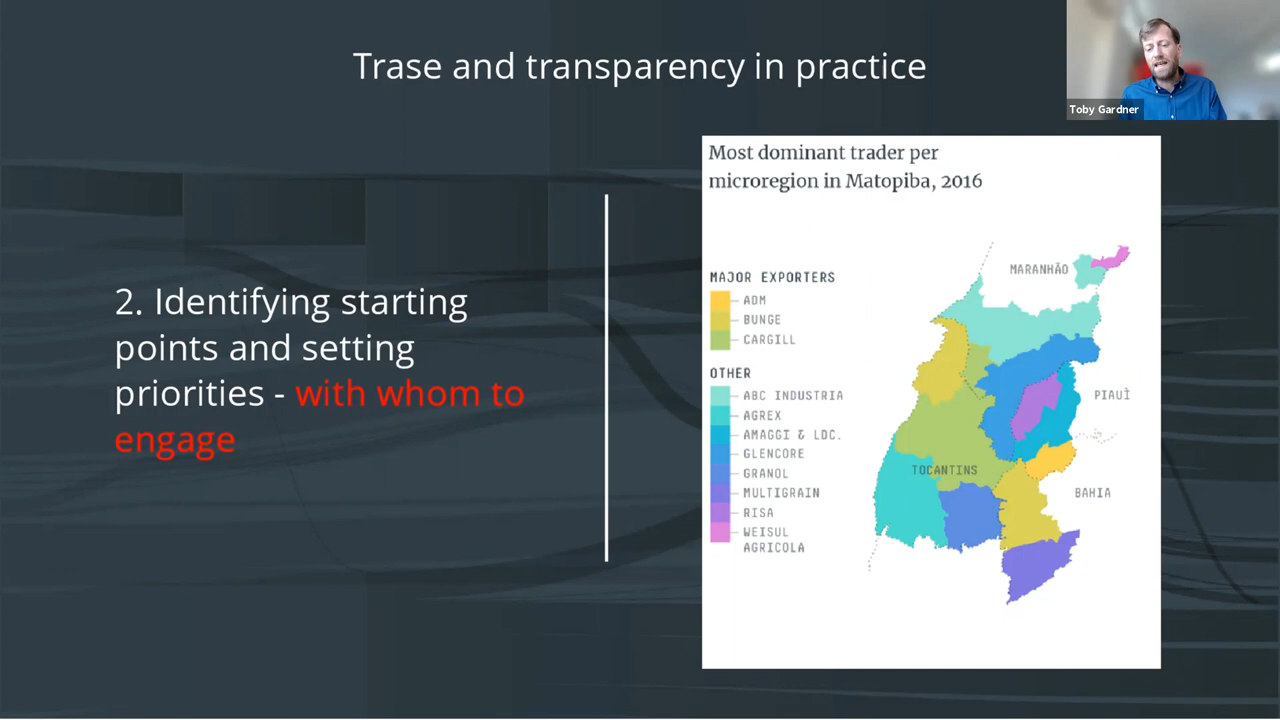 Trase and transparency in practice
Toby Gardner
2. Identifying starting
points and setting
priorities - with whom to
engage
Most dominant trader per
microregion in Matopiba, 2016
MAJOR EXPORTERS
ADM
BUNGE
CARGILL
OTHER
ABC INDUSTRIA
AGREX
AMAGGI & LDC.
GLENCORE
GRANOL
MULTIGRAIN
RISA
WEISUL
AGRICOLA
MARANHÃO
PIAUÌ
TOCANTINS
BAHIA